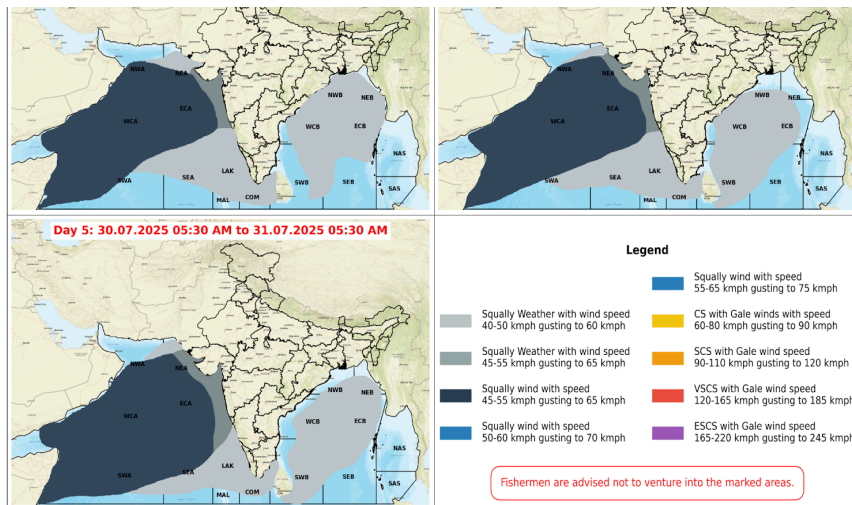 NWA
NEA
ECA
WCA
NWB
NEB
WCB
ECB
NAS
LAK
SWA
SEA
SWB
SEB
SAS
MAL
COM
NWA
NEA
ECA
WCA
NWB
NEB
WCB
ECB
NAS
LAK
SWA
SEA
SWB
SEB
SAS
MAL
COM
Day 5: 30.07.2025 05:30 AM to 31.07.2025 05:30 AM
NEA
NWA
ECA
WCA
NWB
NEB
WCB
ECB
NAS
LAK
SWA
SEA
SWB
SEB
SAS
MAL
COM
Legend
Squally wind with speed
55-65 kmph gusting to 75 kmph
Squally Weather with wind speed
40-50 kmph gusting to 60 kmph
CS with Gale winds with speed
60-80 kmph gusting to 90 kmph
Squally Weather with wind speed
45-55 kmph gusting to 65 kmph
SCS with Gale wind speed
90-110 kmph gusting to 120 kmph
Squally wind with speed
45-55 kmph gusting to 65 kmph
VSCS with Gale wind speed
120-165 kmph gusting to 185 kmph
Squally wind with speed
50-60 kmph gusting to 70 kmph
ESCS with Gale wind speed
165-220 kmph gusting to 245 kmph
Fishermen are advised not to venture into the marked areas.